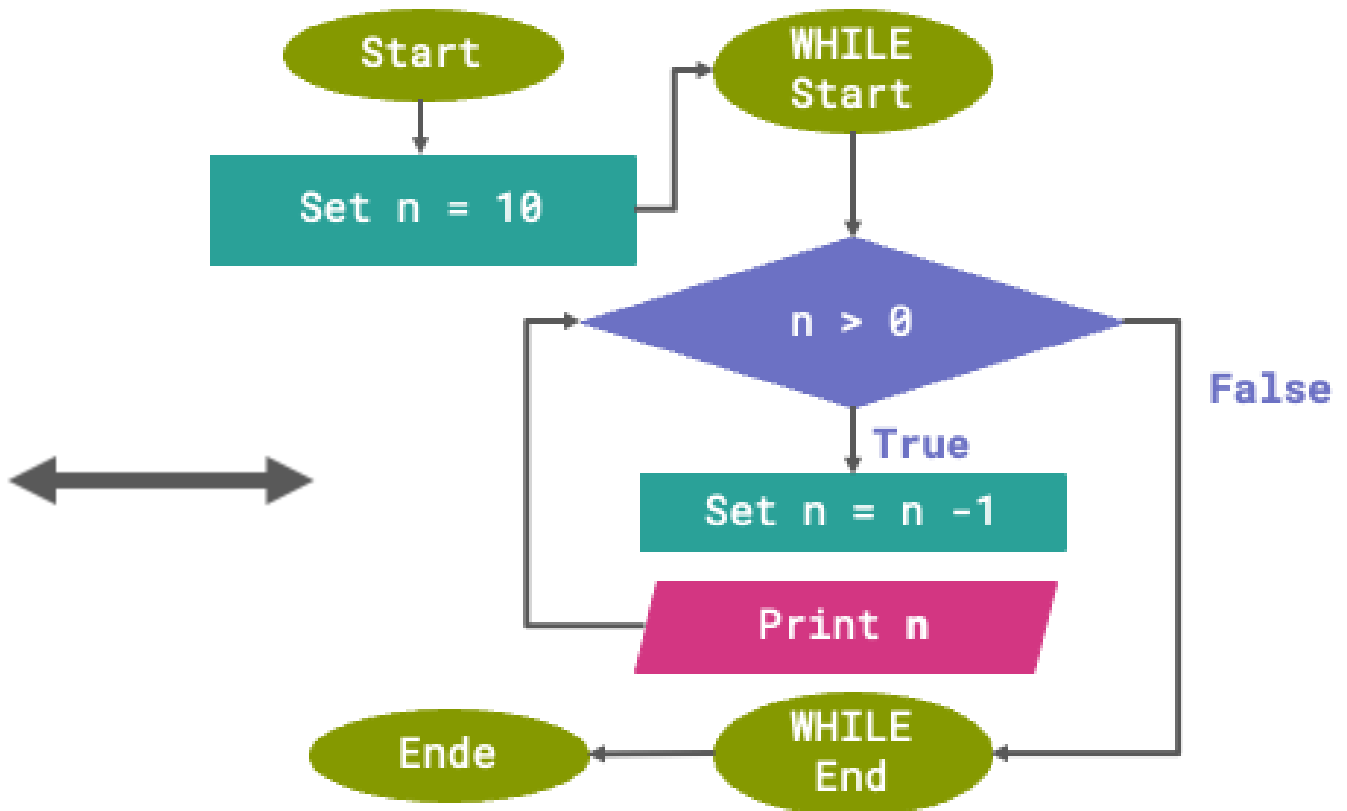 Start
Set n = 10
WHILE
Start
n > 0
False
True
Set n = n -1
Print n
WHILE
End
Ende